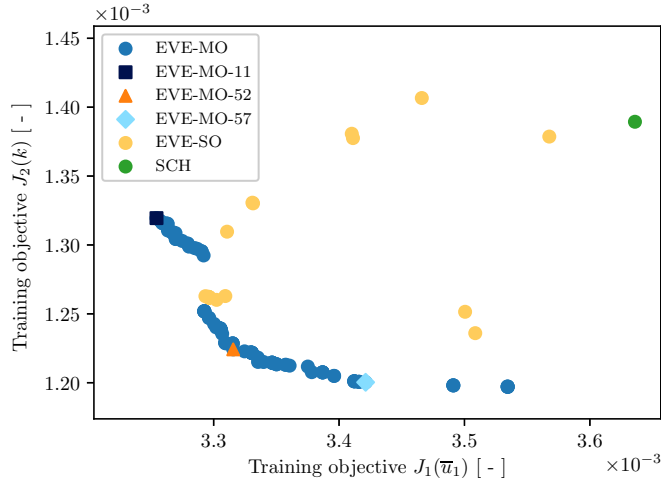 ×10⁻³
1.45
1.40
1.35
1.30
1.25
1.20
Training objective J₂(k) [ - ]
EVE-MO
EVE-MO-11
EVE-MO-52
EVE-MO-57
EVE-SO
SCH
3.3
3.4
3.5
3.6
Training objective J₁(u̅₁) [ - ]
×10⁻³